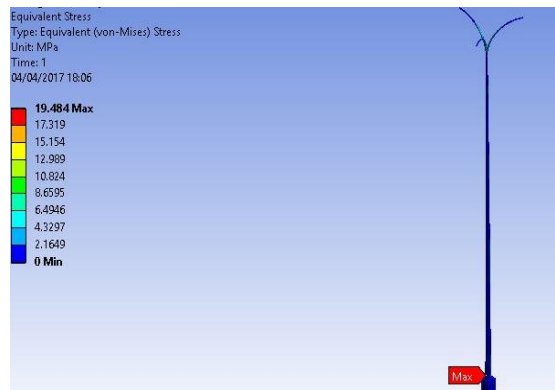 Equivalent Stress
Type: Equivalent (von-Mises) Stress
Unit: MPa
Time: 1
04/04/2017 18:06
19.484 Max
17.319
15.154
12.989
10.824
8.6595
6.4946
4.3297
2.1649
0 Min
Max